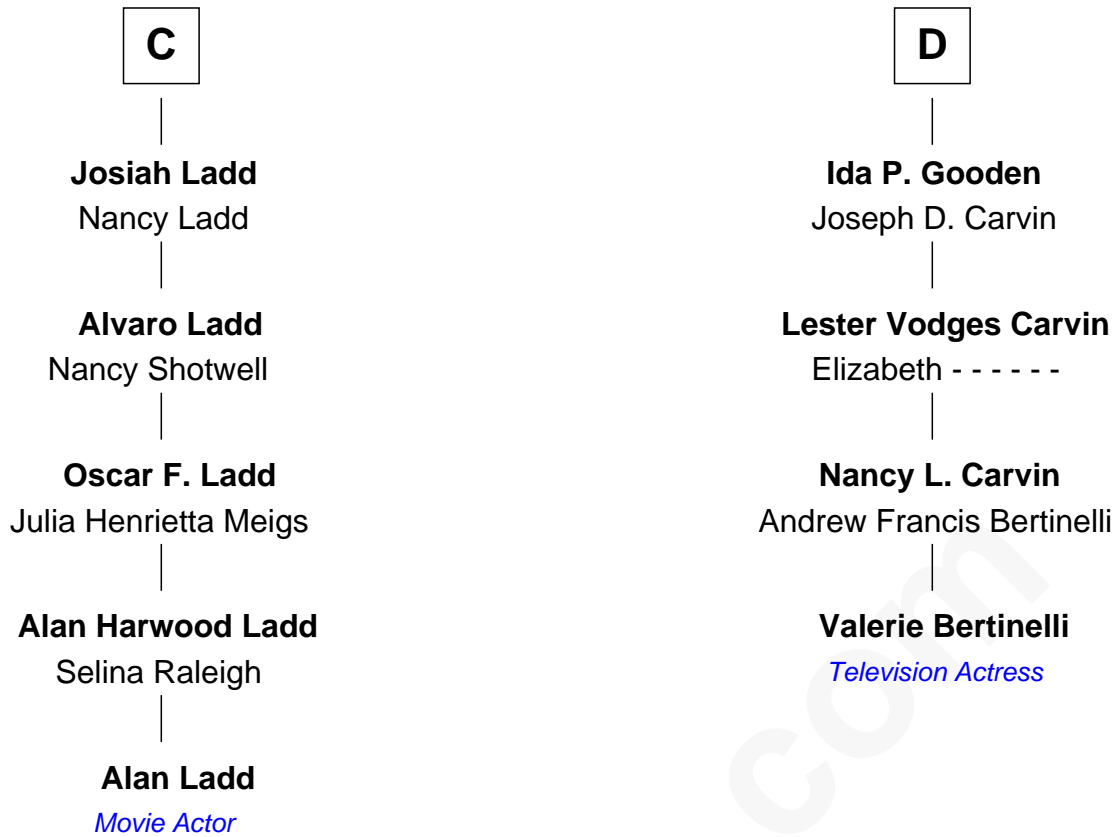 C
Josiah Ladd
Nancy Ladd
Alvaro Ladd
Nancy Shotwell
Oscar F. Ladd
Julia Henrietta Meigs
Alan Harwood Ladd
Selina Raleigh
Alan Ladd
Movie Actor
D
Ida P. Gooden
Joseph D. Carvin
Lester Vodges Carvin
Elizabeth - - - - - -
Nancy L. Carvin
Andrew Francis Bertinelli
Valerie Bertinelli
Television Actress
com